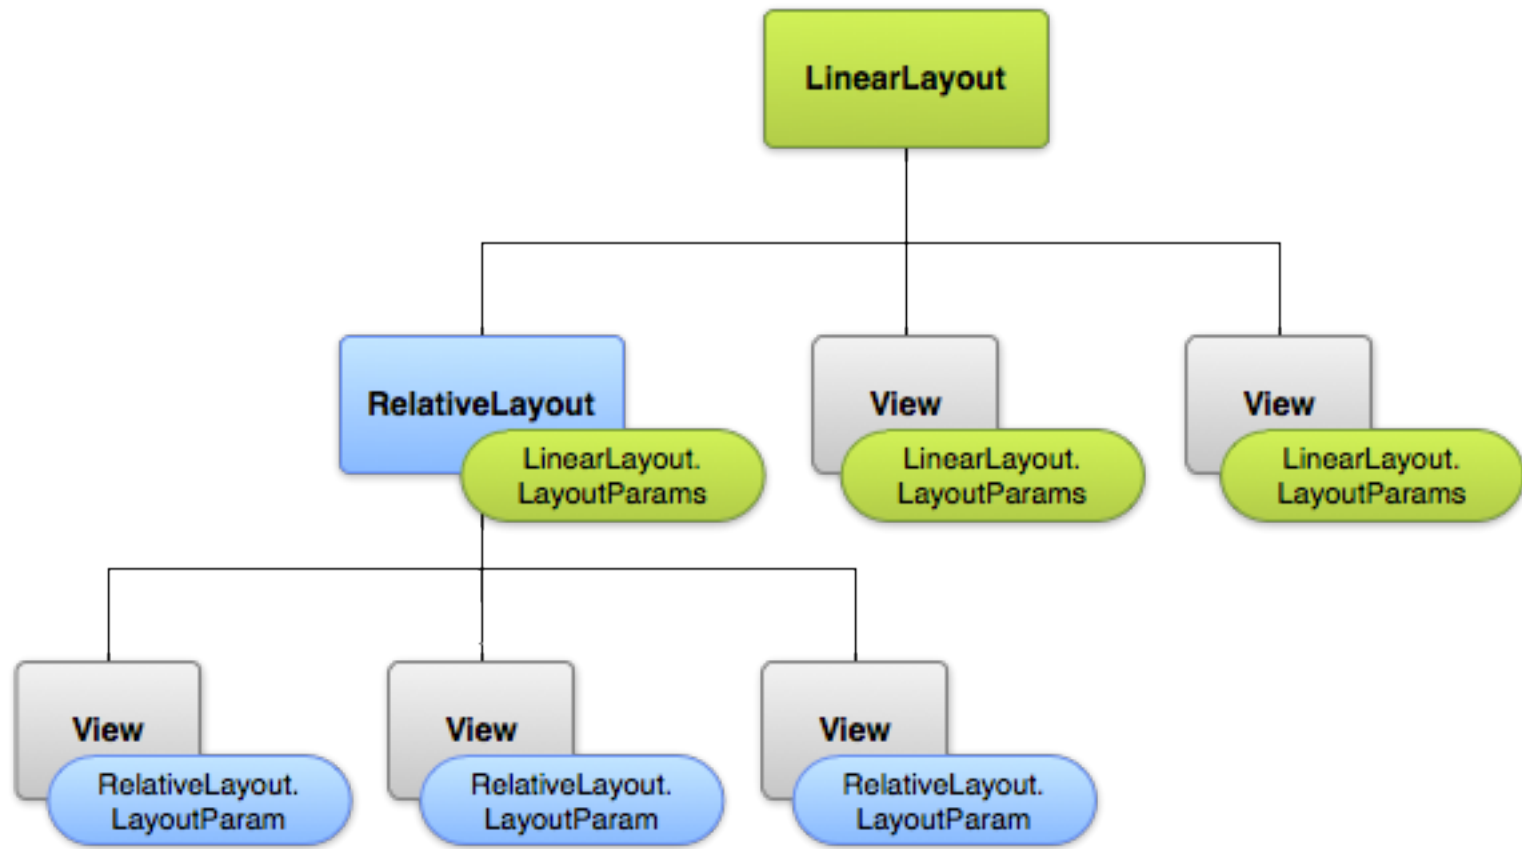 LinearLayout
RelativeLayout
LinearLayout.
LayoutParams
View
LinearLayout.
LayoutParams
View
LinearLayout.
LayoutParams
View
RelativeLayout.
LayoutParam
View
RelativeLayout.
LayoutParam
View
RelativeLayout.
LayoutParam